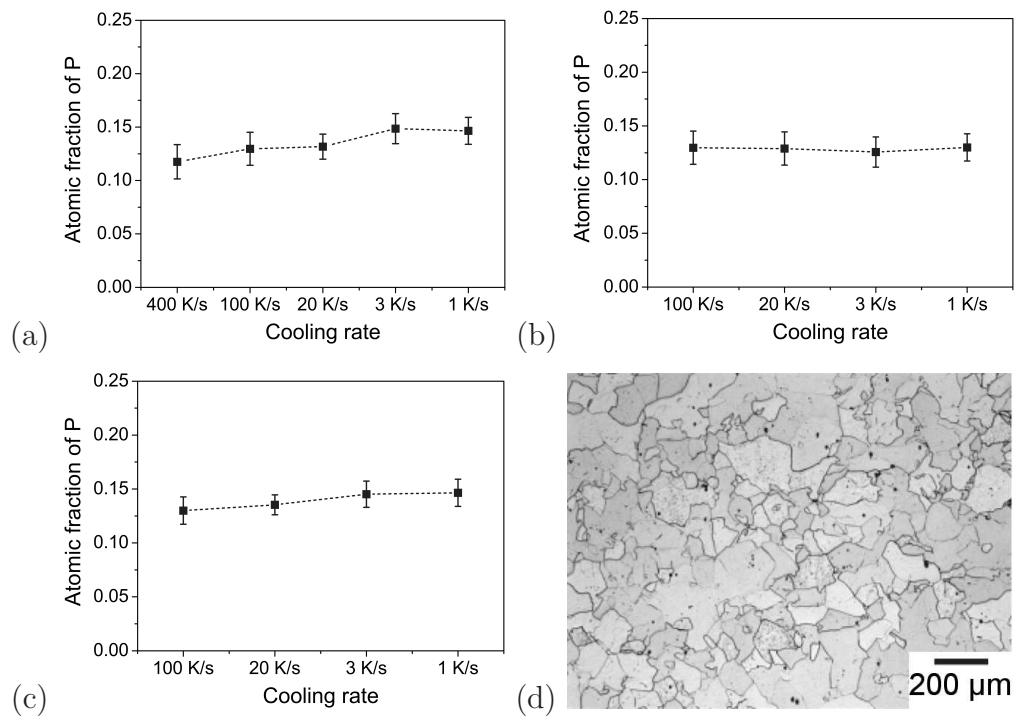 0.25
0.20
0.15
0.10
0.05
0.00
Atomic fraction of P
400 K/s 100 K/s 20 K/s 3 K/s 1 K/s
Cooling rate
(a)
0.25
0.20
0.15
0.10
0.05
0.00
Atomic fraction of P
100 K/s 20 K/s 3 K/s 1 K/s
Cooling rate
(b)
0.25
0.20
0.15
0.10
0.05
0.00
Atomic fraction of P
100 K/s 20 K/s 3 K/s 1 K/s
Cooling rate
(c)
200 µm
(d)